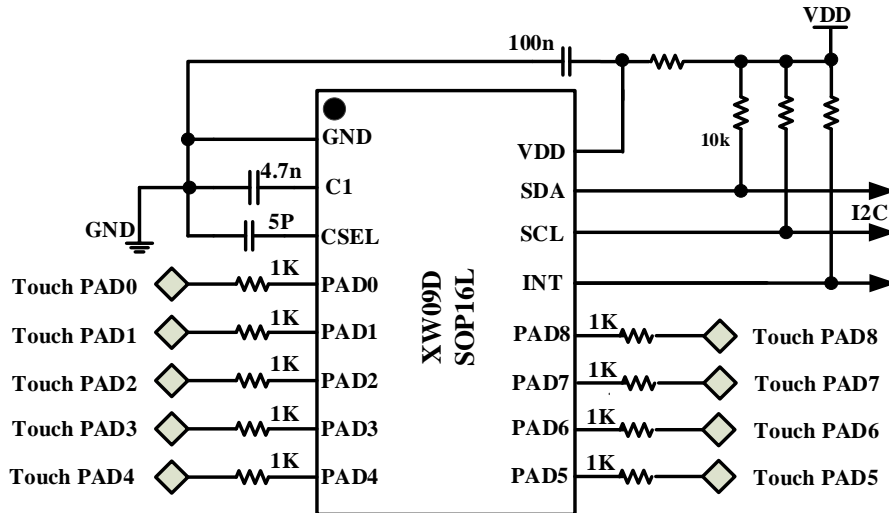 VDD
100n
GND
VDD
10k
4.7n
C1
SDA
I2C
GND
5P
CSEL
SCL
Touch PAD0
1K
PAD0
INT
XW09D
SOP16L
Touch PAD1
1K
PAD1
PAD8
1K
Touch PAD8
Touch PAD2
1K
PAD2
PAD7
1K
Touch PAD7
Touch PAD3
1K
PAD3
PAD6
1K
Touch PAD6
Touch PAD4
1K
PAD4
PAD5
1K
Touch PAD5